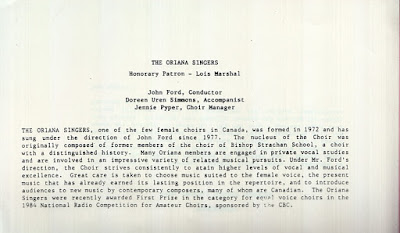 THE ORIANA SINGERS
Honorary Patron - Lois Marshal
John Ford, Conductor
Doreen Uren Simmons, Accompanist
Jennie Pyper, Choir Manager
THE ORIANA SINGERS, one of the few female choirs in Canada, was formed in 1972 and has
sung under the direction of John Ford since 1977. The nucleus of the Choir was
originally composed of former members of the choir of Bishop Strachan School, a choir
with a distinguished history. Many Oriana members are engaged in private vocal studies
and are involved in an impressive variety of related musical pursuits. Under Mr. Ford's
direction, the Choir strives consistently to atain higher levels of vocal and musical
excellence. Great care is taken to choose music suited to the female voice, the present
music that has already earned its lasting position in the repertoire, and to introduce
audiences to new music by contemporary composers, many of whom are Canadian. The Oriana
Singers were recently awarded First Prize in the category for equal voice choirs in the
1984 National Radio Competition for Amateur Choirs, sponsored by the CBC.